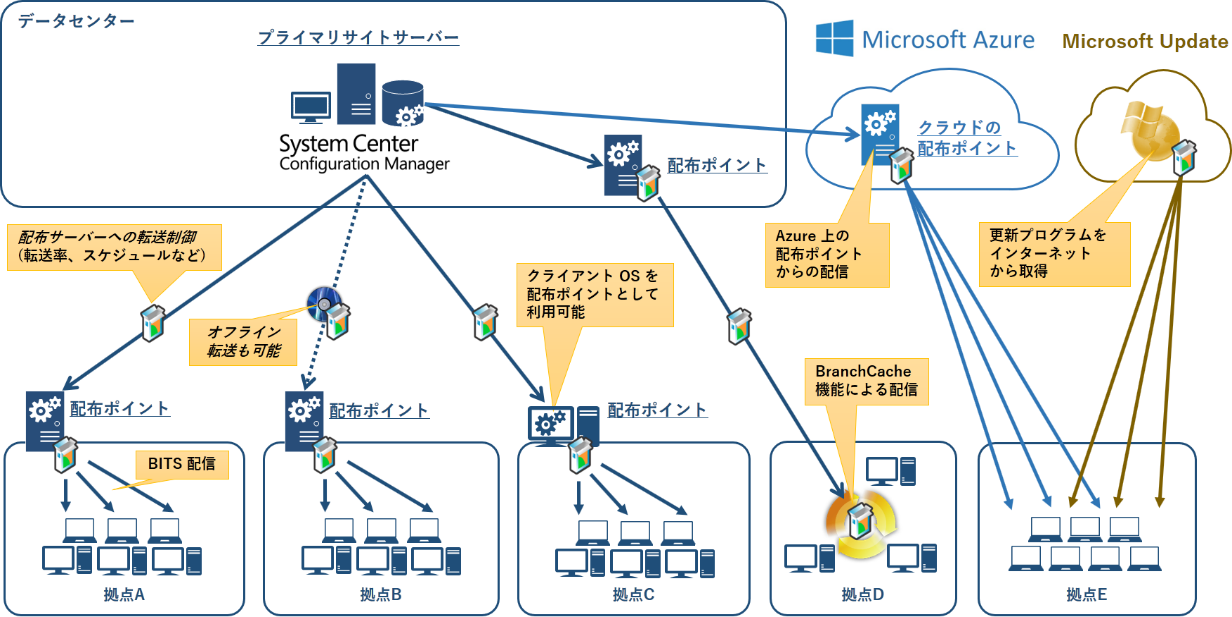 データセンター
プライマリサイトサーバー
Microsoft Azure
Microsoft Update
System Center
Configuration Manager
配布ポイント
クラウドの
配布ポイント
配布サーバーへの転送制御
(転送率、スケジュールなど)
Azure 上の
配布ポイント
からの配信
更新プログラムを
インターネット
から取得
クライアント OS を
配布ポイントとして
利用可能
オフライン
転送も可能
BranchCache
機能による配信
配布ポイント
配布ポイント
配布ポイント
BITS 配信
拠点A
拠点B
拠点C
拠点D
拠点E